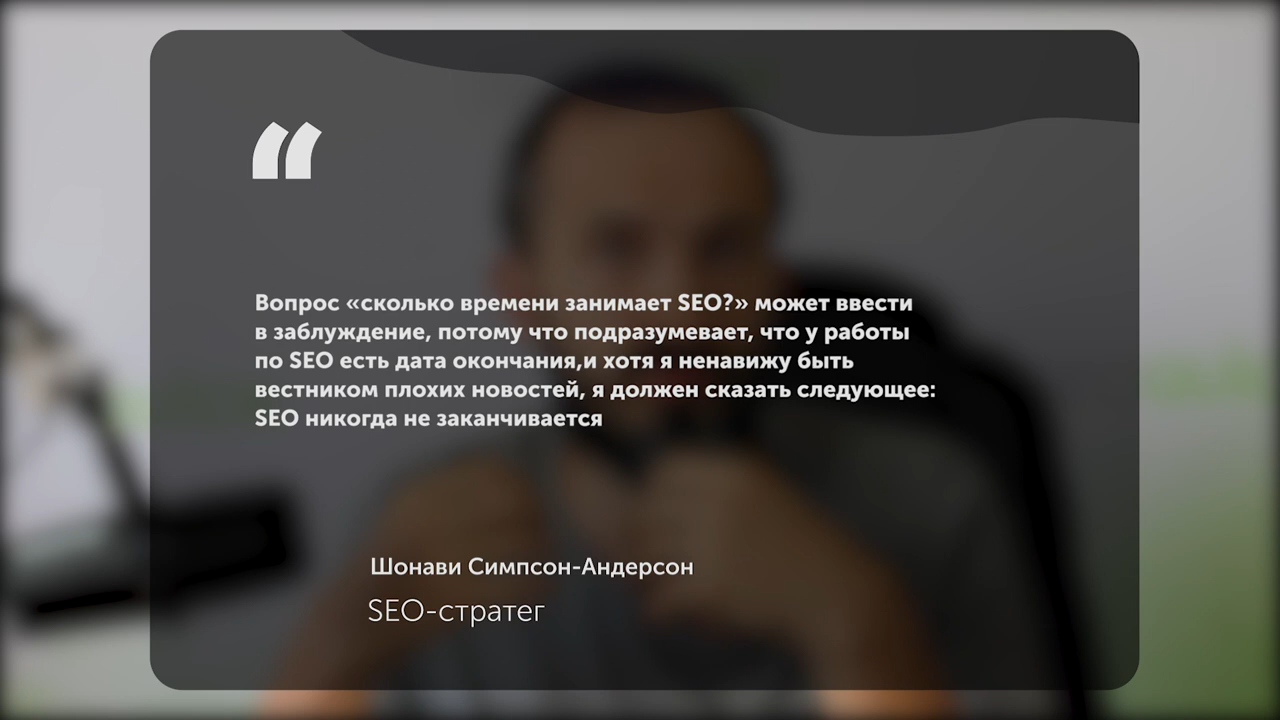 “
Вопрос «сколько времени занимает SEO?» может ввести
в заблуждение, потому что подразумевает, что у работы
по SEO есть дата окончания,и хотя я ненавижу быть
вестником плохих новостей, я должен сказать следующее:
SEO никогда не заканчивается
Шонави Симпсон-Андерсон
SEO-стратег